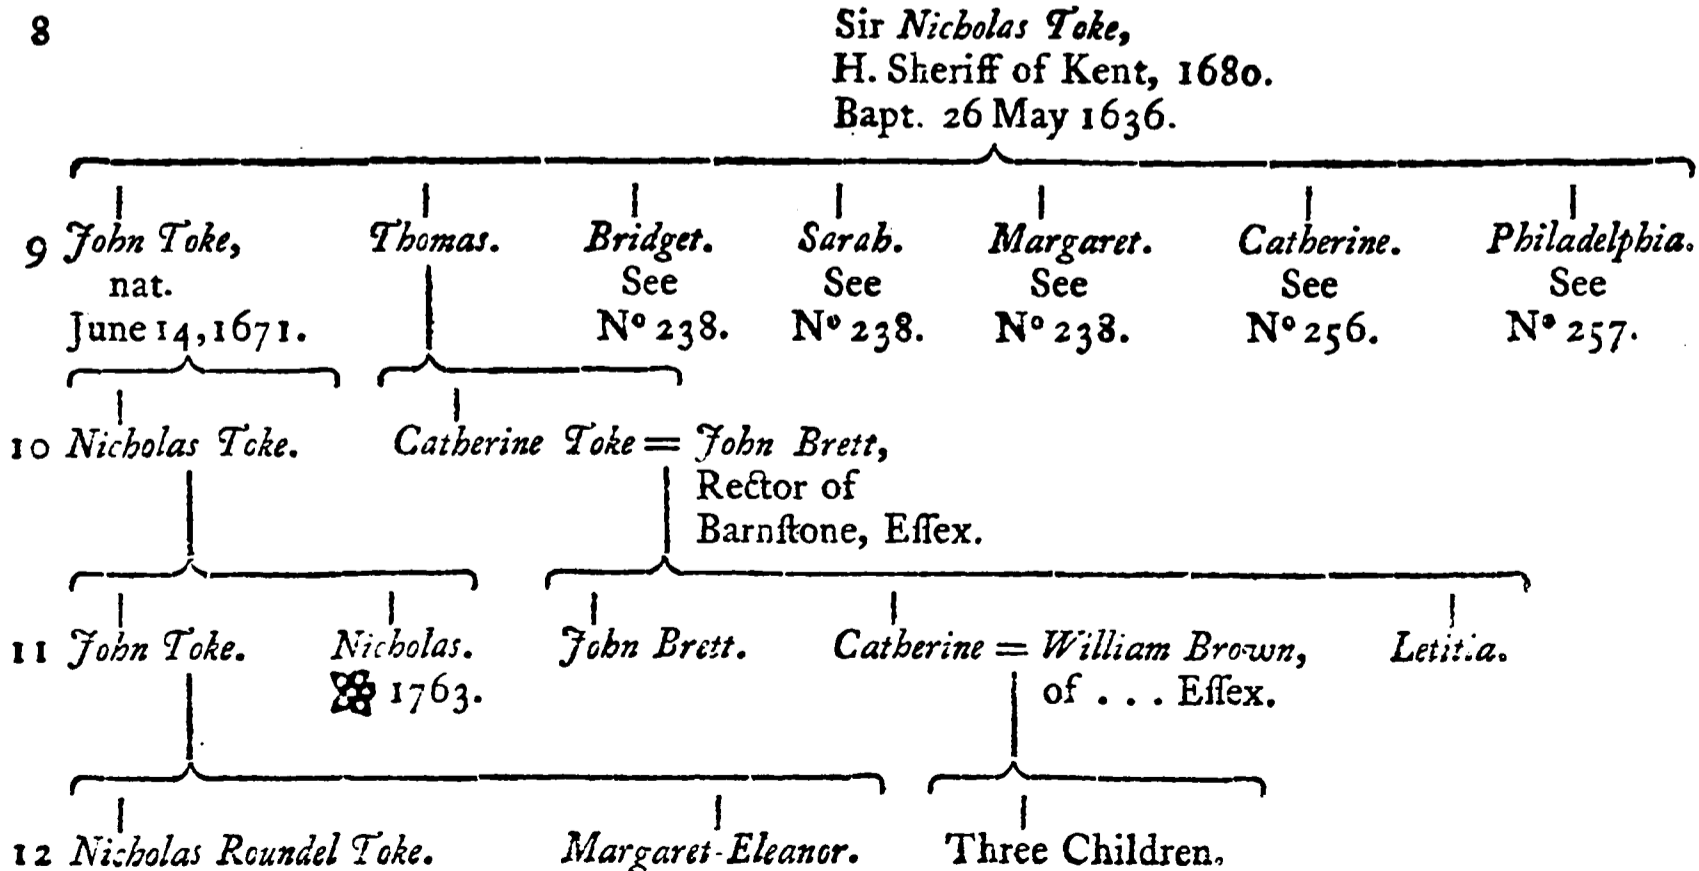 8
Sir Nicholas Toke,
H. Sheriff of Kent, 1680.
Bapt. 26 May 1636.
9 John Toke, Thomas. Bridget. Sarah. Margaret. Catherine. Philadelphia.
nat. See See See See See
June 14, 1671. Nº 238. Nº 238. Nº 238. Nº 256. Nº 257.
10 Nicholas Toke. Catherine Toke = John Brett,
Rector of
Barnſtone, Eſſex.
11 John Toke. Nicholas. John Brett. Catherine = William Brown, Letitia.
1763. of . . . Eſſex.
12 Nicholas Roundel Toke. Margaret-Eleanor. Three Children.